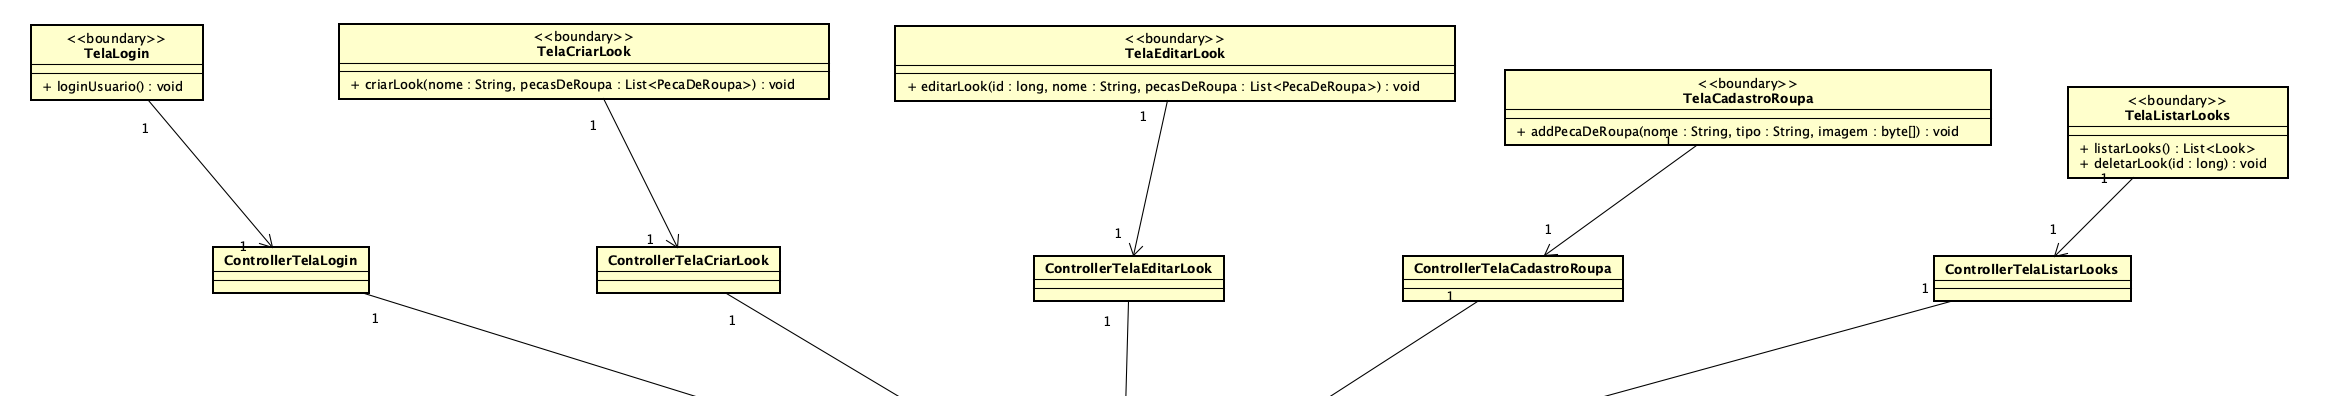 <<boundary>>
TelaLogin
+ loginUsuario() : void
<<boundary>>
TelaCriarLook
+ criarLook(nome : String, pecasDeRoupa : List<PecaDeRoupa>) : void
<<boundary>>
TelaEditarLook
+ editarLook(id : long, nome : String, pecasDeRoupa : List<PecaDeRoupa>) : void
<<boundary>>
TelaCadastroRoupa
+ addPecaDeRoupa(nome : String, tipo : String, imagem : byte[]) : void
<<boundary>>
TelaListarLooks
+ listarLooks() : List<Look>
+ deletarLook(id : long) : void
1
1
1
1
1
1
1
1
1
1
ControllerTelaLogin
ControllerTelaCriarLook
ControllerTelaEditarLook
ControllerTelaCadastroRoupa
ControllerTelaListarLooks
1
1
1
1
1